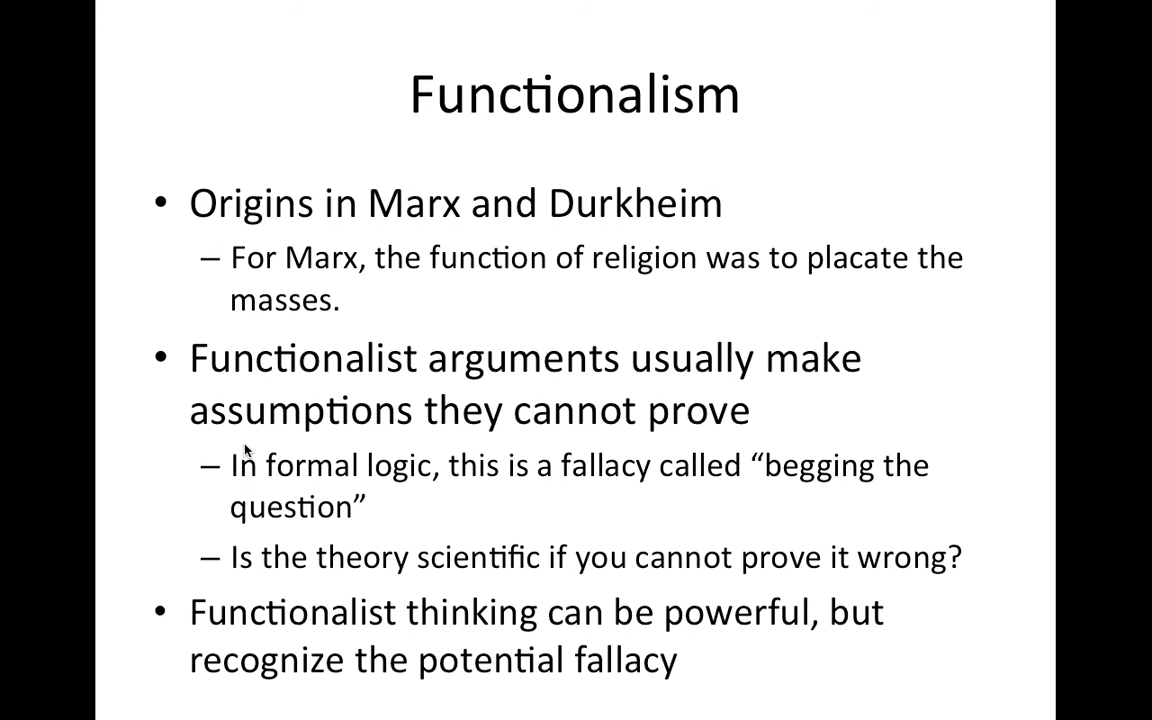 Functionalism
• Origins in Marx and Durkheim
– For Marx, the function of religion was to placate the
masses.
• Functionalist arguments usually make
assumptions they cannot prove
– In formal logic, this is a fallacy called “begging the
question”
– Is the theory scientific if you cannot prove it wrong?
• Functionalist thinking can be powerful, but
recognize the potential fallacy